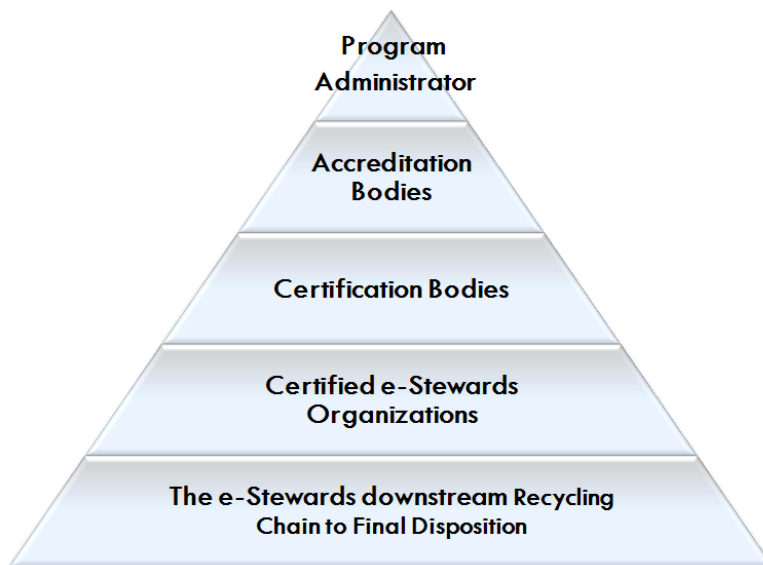 Program
Administrator
Accreditation
Bodies
Certification Bodies
Certified e-Stewards
Organizations
The e-Stewards downstream Recycling
Chain to Final Disposition